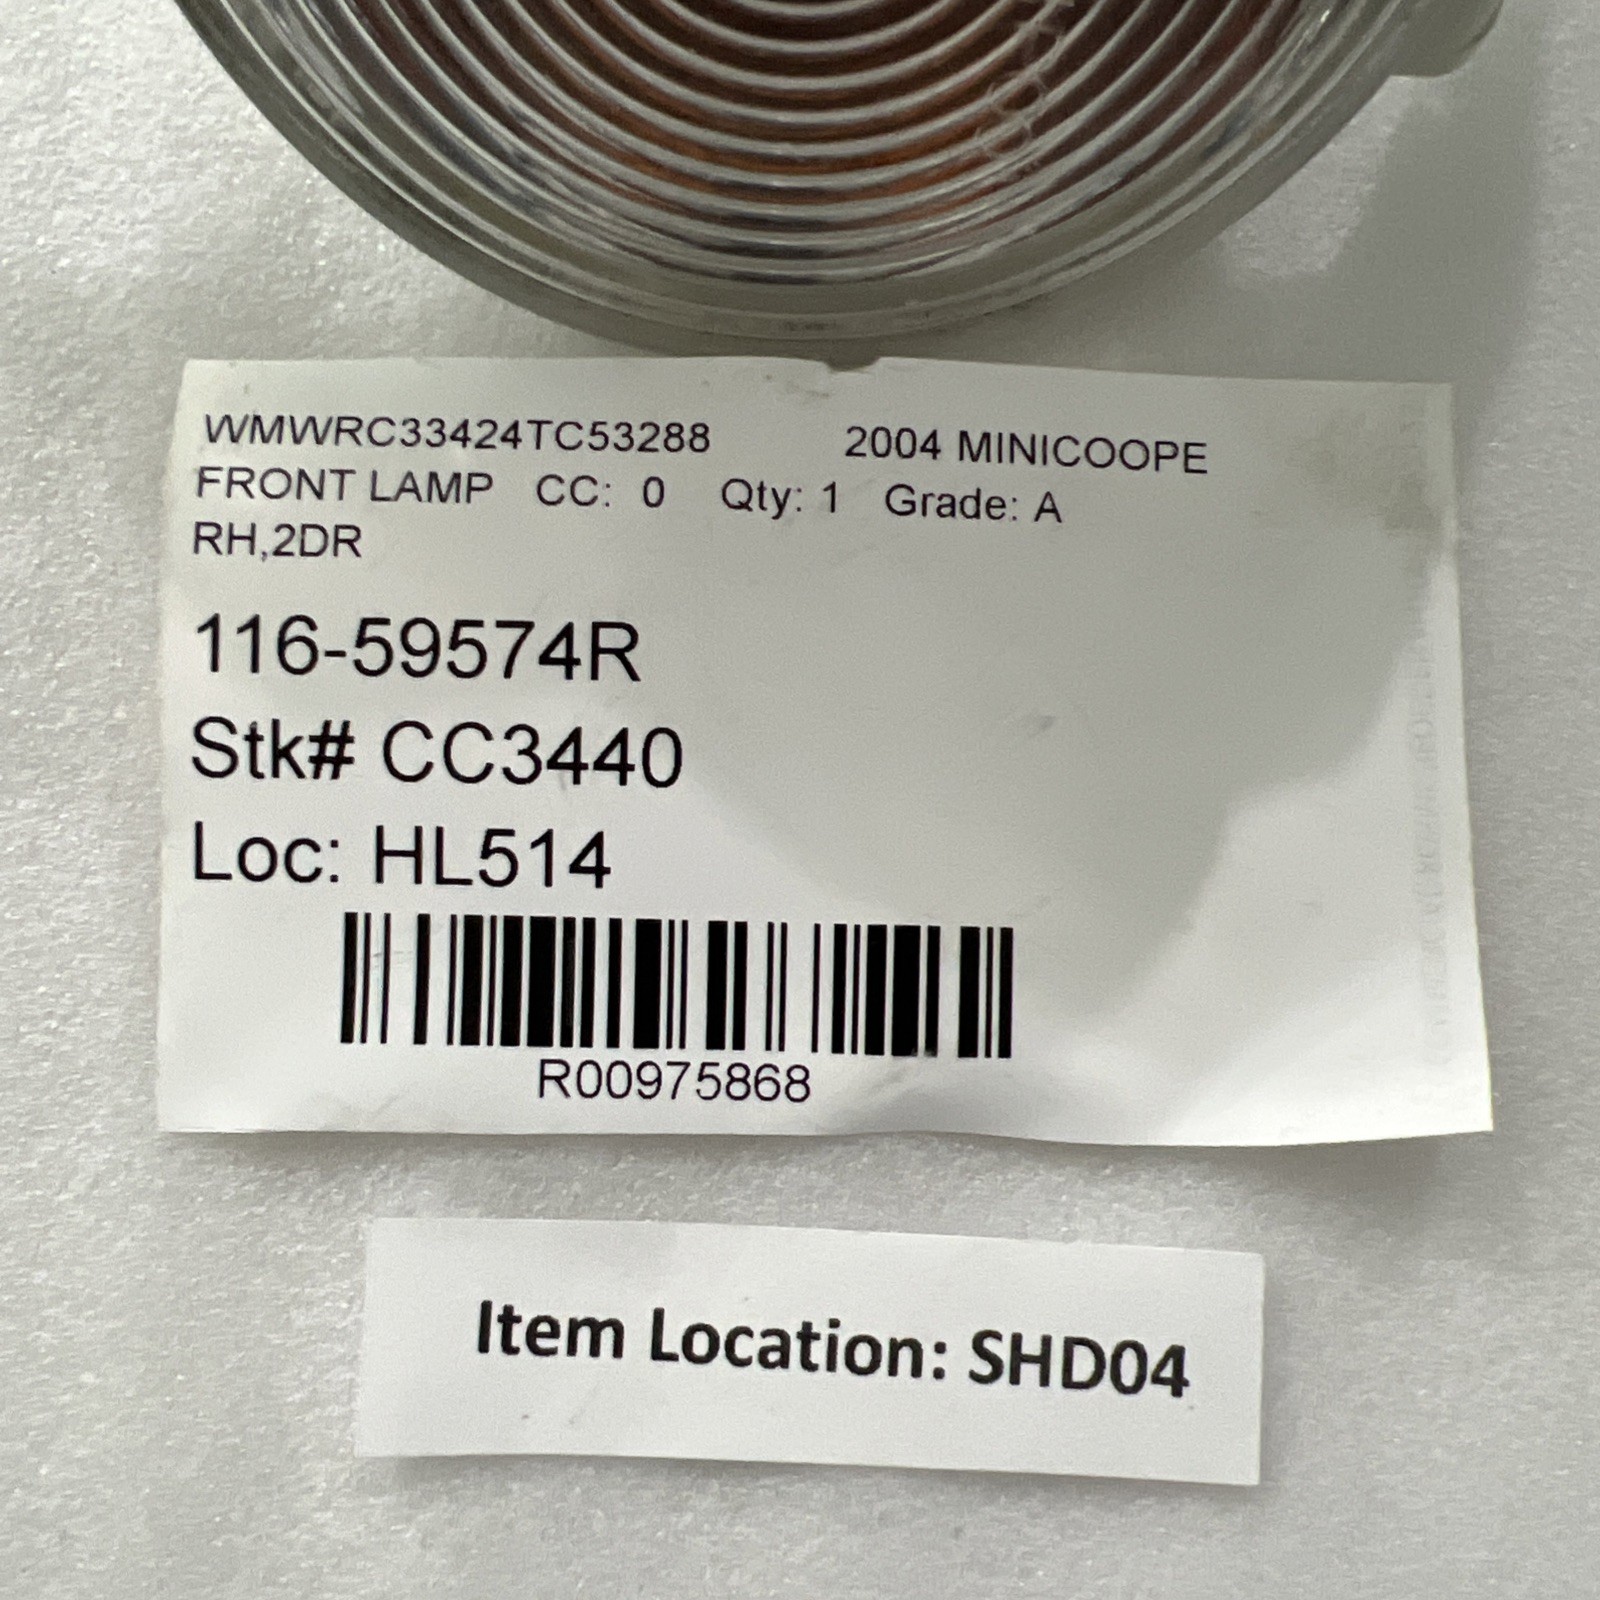 WMWRC33424TC53288 2004 MINICOOPE
FRONT LAMP CC: 0 Qty: 1 Grade: A
RH,2DR
116-59574R
Stk# CC3440
Loc: HL514
R00975868
Item Location: SHD04